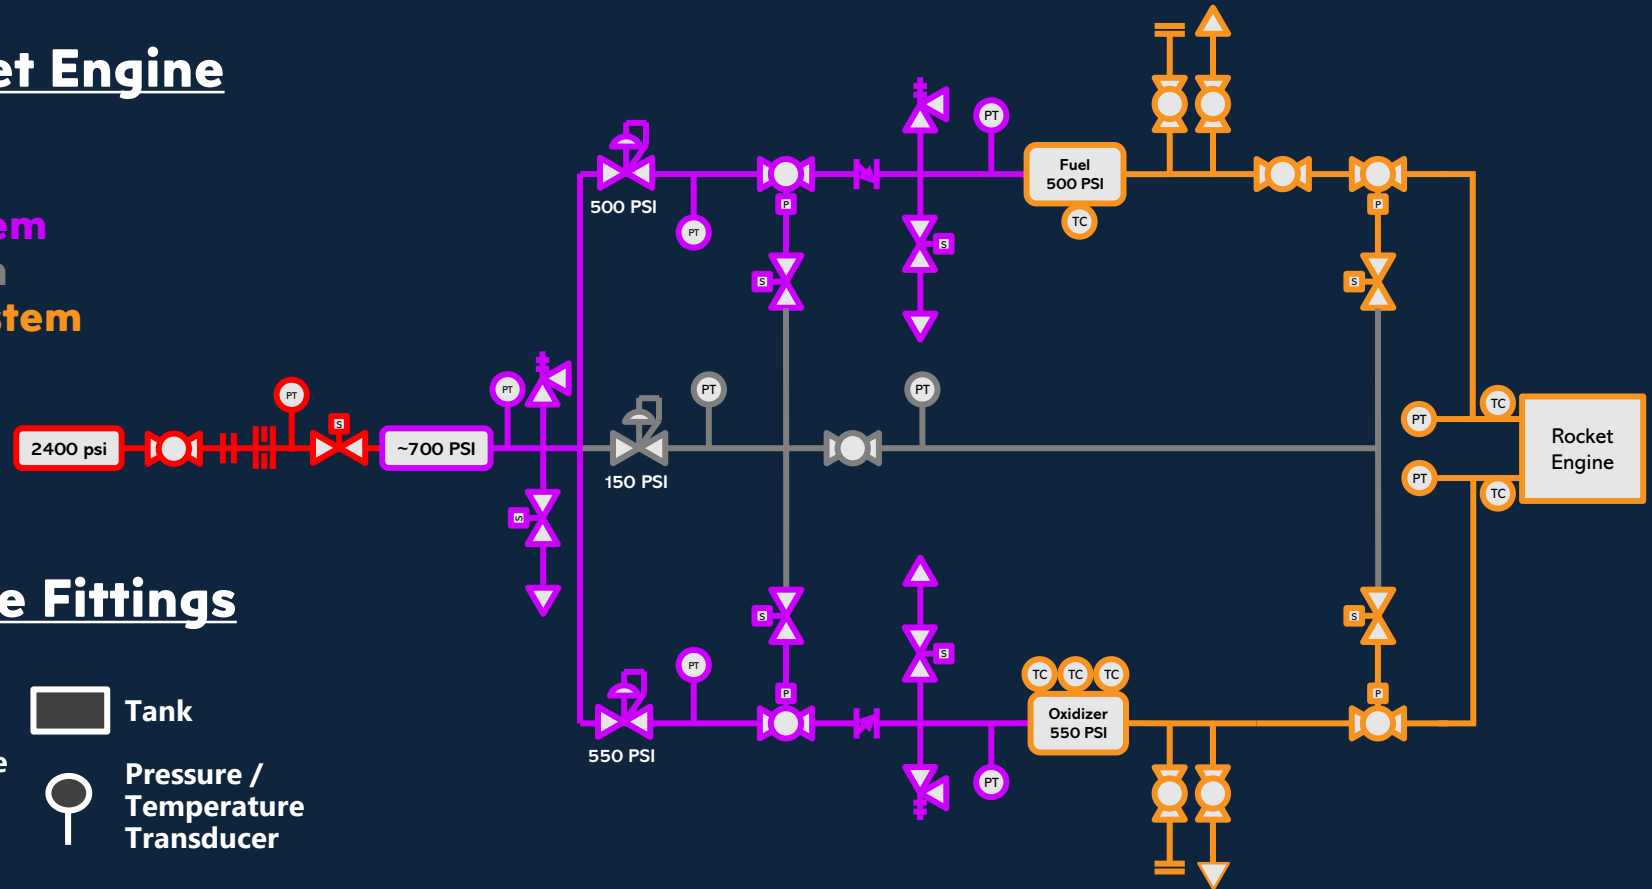 et Engine
em
n
stem
2400 psi
PT
S
~700 PSI
PT
S
500 PSI
PT
P
S
S
PT
Fuel
500 PSI
TC
P
S
150 PSI
PT
PT
PT
TC
Rocket
Engine
PT
TC
550 PSI
PT
S
P
S
PT
TC TC TC
Oxidizer
550 PSI
S
P
e Fittings
Tank
e
Pressure /
Temperature
Transducer